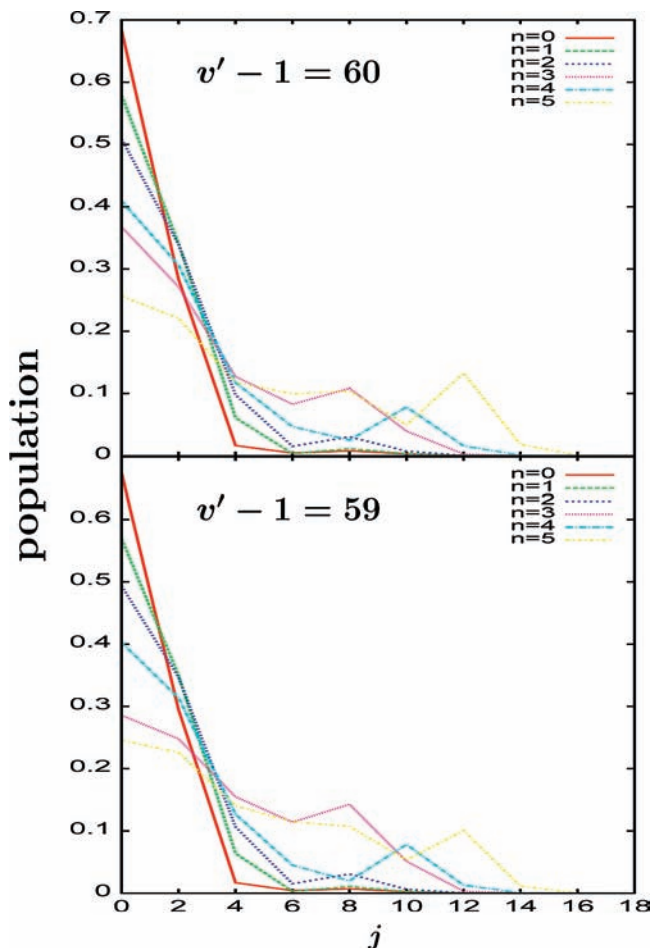 population
0.7
0.6
0.5
0.4
0.3
0.2
0.1
0
v′ − 1 = 60
n=0
n=1
n=2
n=3
n=4
n=5
0.6
0.5
0.4
0.3
0.2
0.1
0
v′ − 1 = 59
n=0
n=1
n=2
n=3
n=4
n=5
0 2 4 6 8 10 12 14 16 18
j